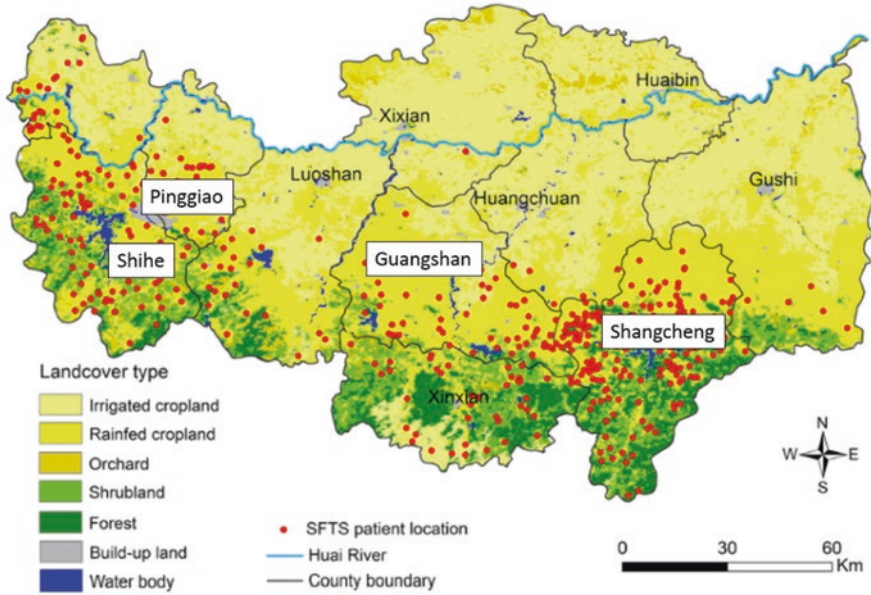 Huaibin
Xixian
Luoshan
Gushi
Pinggiao
Huangchuan
Shihe
Guangshan
Shangcheng
Xinxian
Landcover type
Irrigated cropland
Rainfed cropland
Orchard
Shrubland
Forest
Build-up land
Water body
SFTS patient location
Huai River
County boundary
N
W E
S
0 30 60
Km